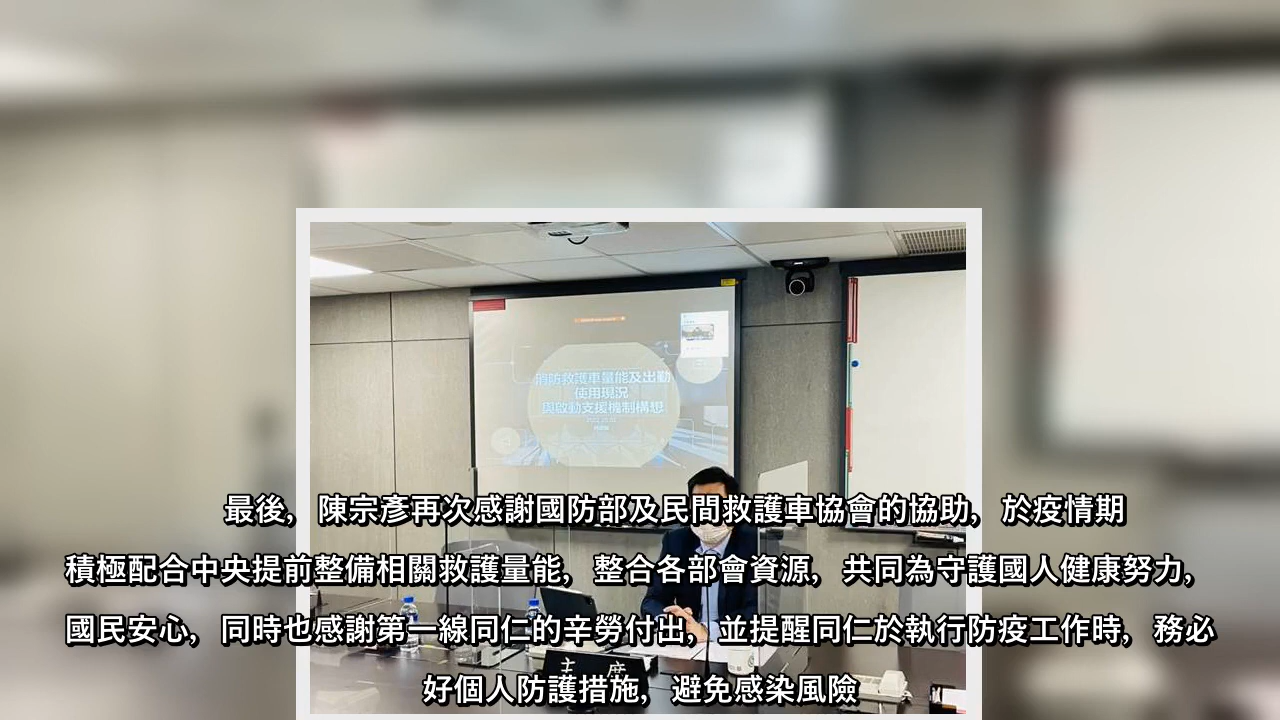 消防救護車量能及出勤
使用現況
與啟動支援機制構想
最後，陳宗彥再次感謝國防部及民間救護車協會的協助，於疫情期
積極配合中央提前整備相關救護量能，整合各部會資源，共同為守護國人健康努力，
國民安心，同時也感謝第一線同仁的辛勞付出，並提醒同仁於執行防疫工作時，務必
主席
好個人防護措施，避免感染風險